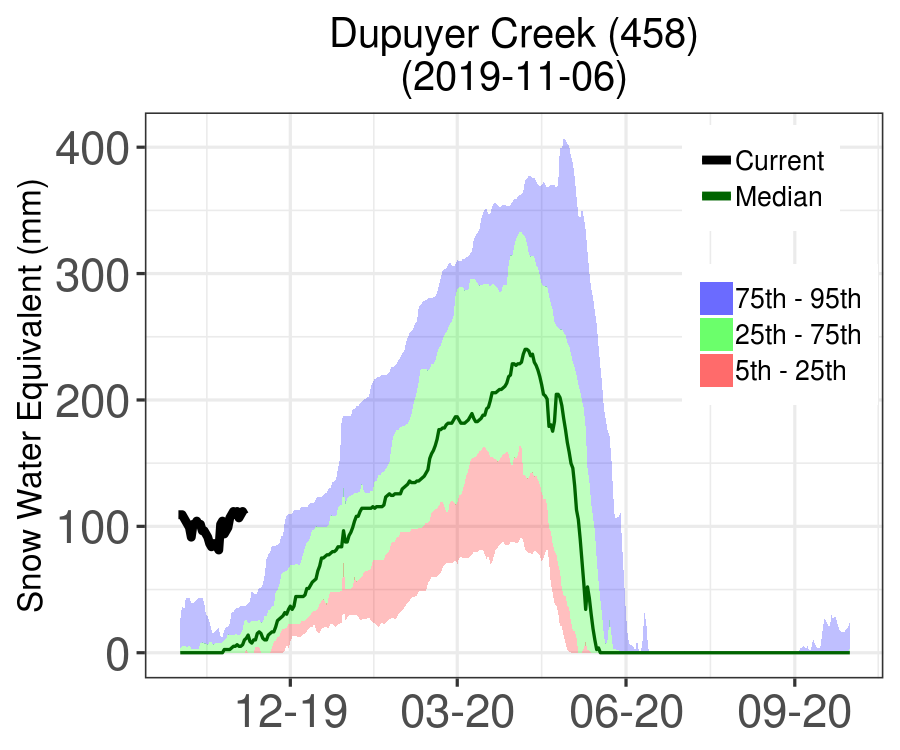 Dupuyer Creek (458)
(2019-11-06)
Snow Water Equivalent (mm)
400
300
200
100
0
12-19
03-20
06-20
09-20
Current
Median
75th - 95th
25th - 75th
5th - 25th